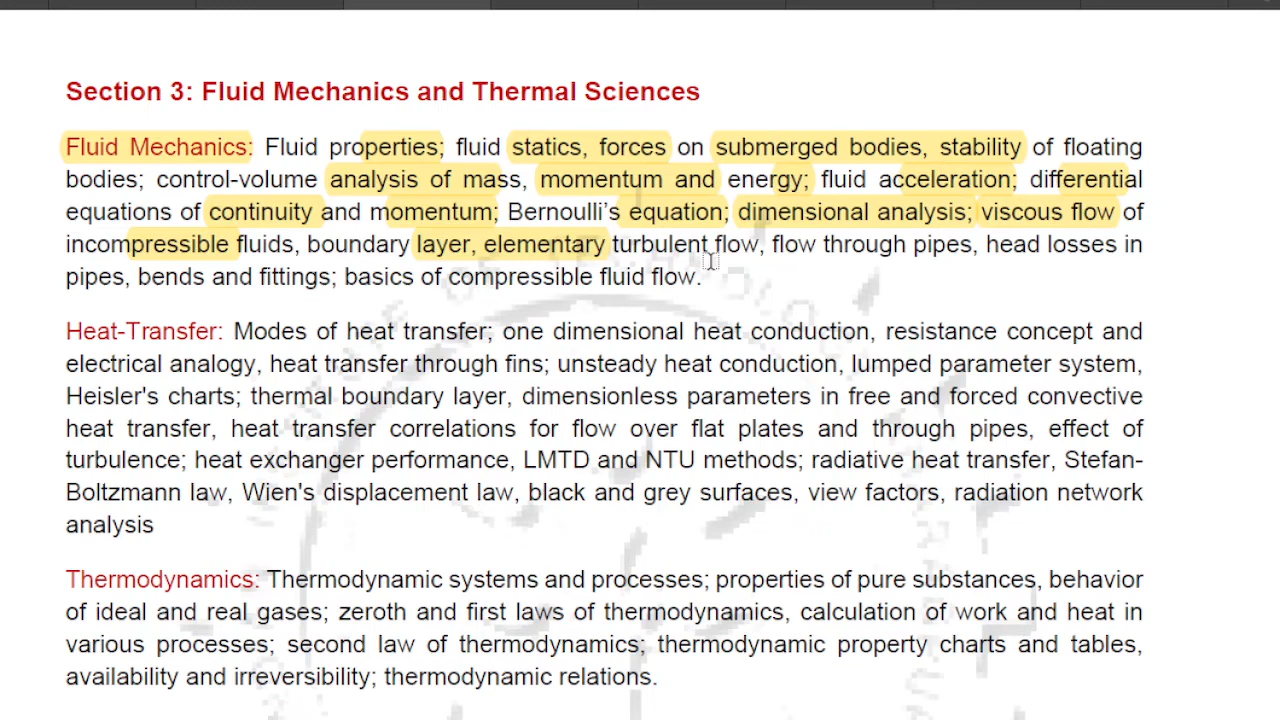 Section 3: Fluid Mechanics and Thermal Sciences
Fluid Mechanics: Fluid properties; fluid statics, forces on submerged bodies, stability of floating
bodies; control-volume analysis of mass, momentum and energy; fluid acceleration; differential
equations of continuity and momentum; Bernoulli’s equation; dimensional analysis; viscous flow of
incompressible fluids, boundary layer, elementary turbulent flow, flow through pipes, head losses in
pipes, bends and fittings; basics of compressible fluid flow.
Heat-Transfer: Modes of heat transfer; one dimensional heat conduction, resistance concept and
electrical analogy, heat transfer through fins; unsteady heat conduction, lumped parameter system,
Heisler's charts; thermal boundary layer, dimensionless parameters in free and forced convective
heat transfer, heat transfer correlations for flow over flat plates and through pipes, effect of
turbulence; heat exchanger performance, LMTD and NTU methods; radiative heat transfer, Stefan-
Boltzmann law, Wien's displacement law, black and grey surfaces, view factors, radiation network
analysis
Thermodynamics: Thermodynamic systems and processes; properties of pure substances, behavior
of ideal and real gases; zeroth and first laws of thermodynamics, calculation of work and heat in
various processes; second law of thermodynamics; thermodynamic property charts and tables,
availability and irreversibility; thermodynamic relations.